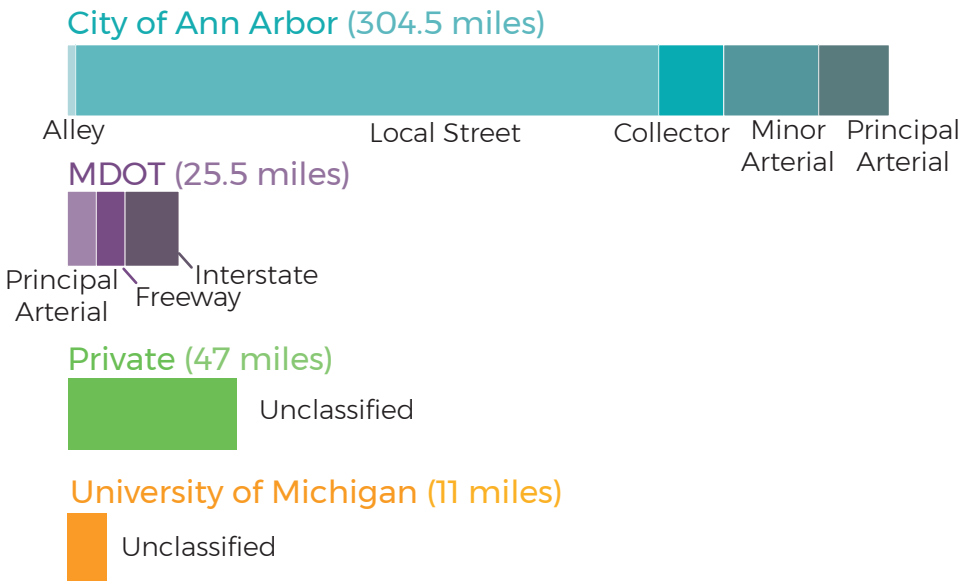 City of Ann Arbor (304.5 miles)
Alley
Local Street
Collector
Minor
Arterial
Principal
Arterial
MDOT (25.5 miles)
Principal
Arterial
Freeway
Interstate
Private (47 miles)
Unclassified
University of Michigan (11 miles)
Unclassified